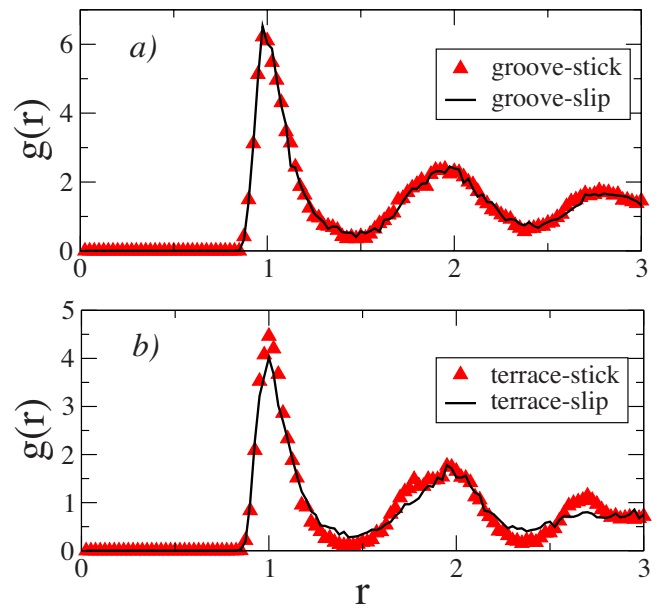 a)
groove-stick
groove-slip
g(r)
6
4
2
0
0 1 2 3
b)
terrace-stick
terrace-slip
g(r)
5
4
3
2
1
0
0 1 2 3
r